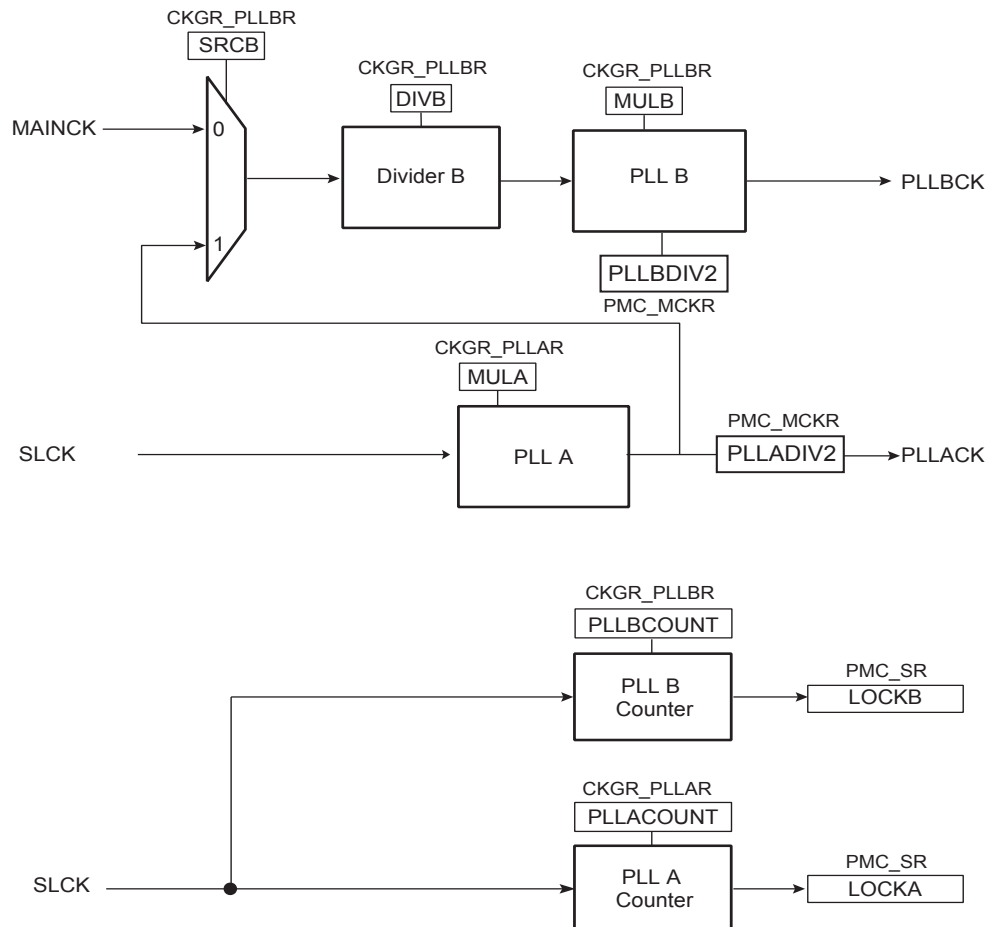 CKGR_PLLBR
SRCB
CKGR_PLLBR
DIVB
CKGR_PLLBR
MULB
MAINCK
0
Divider B
PLL B
PLLBCK
1
PLLBDIV2
PMC_MCKR
CKGR_PLLAR
MULA
SLCK
PLL A
PMC_MCKR
PLLADIV2
PLLACK
CKGR_PLLBR
PLLBCOUNT
PLL B
Counter
PMC_SR
LOCKB
CKGR_PLLAR
PLLACOUNT
SLCK
PLL A
Counter
PMC_SR
LOCKA